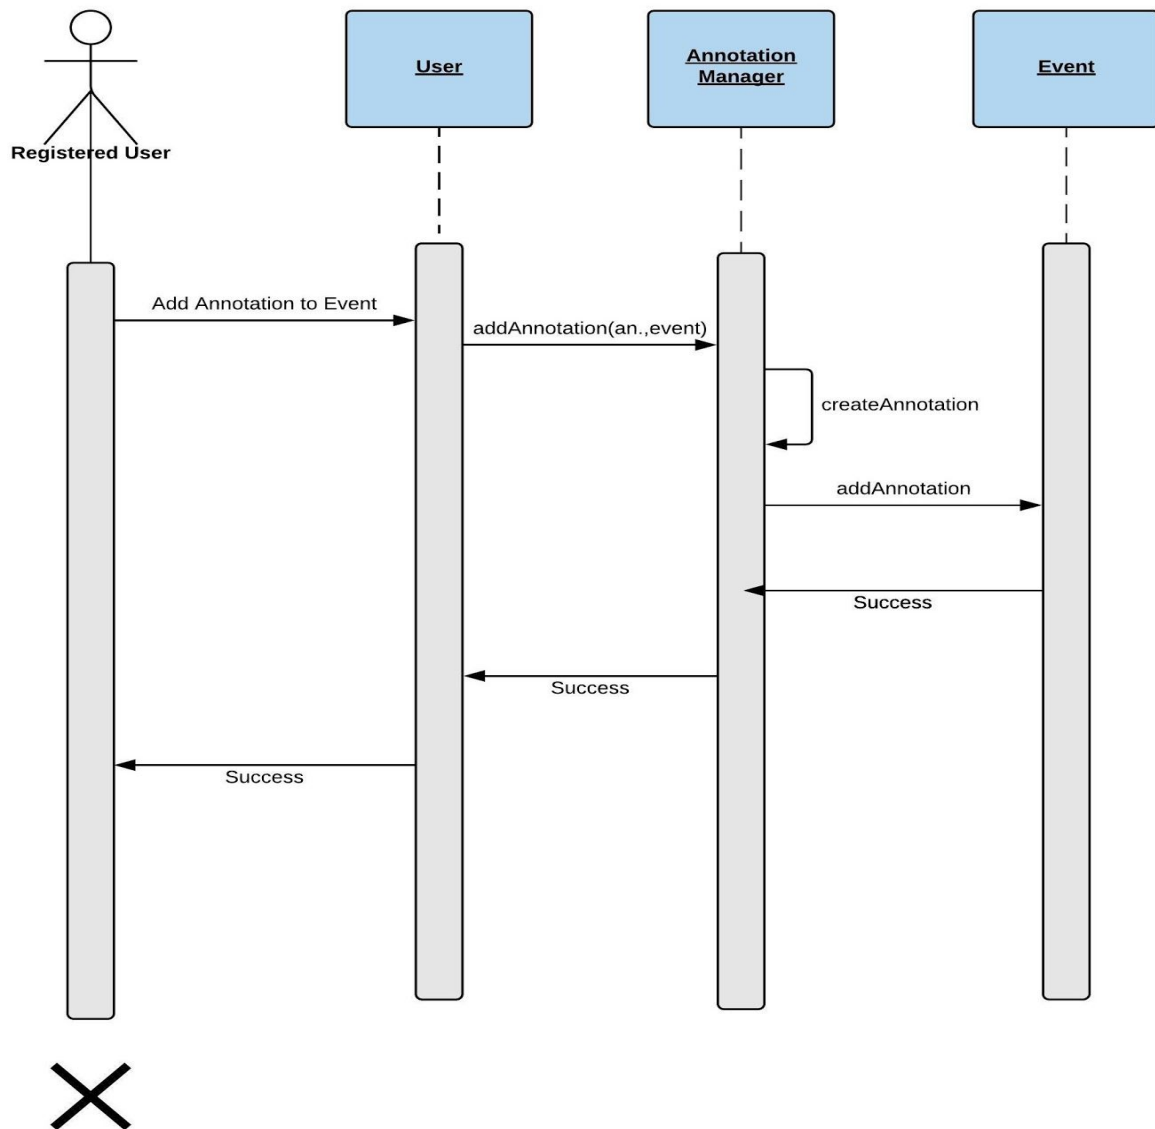 User
Annotation
Manager
Event
Registered User
Add Annotation to Event
addAnnotation(an.,event)
createAnnotation
addAnnotation
Success
Success
Success